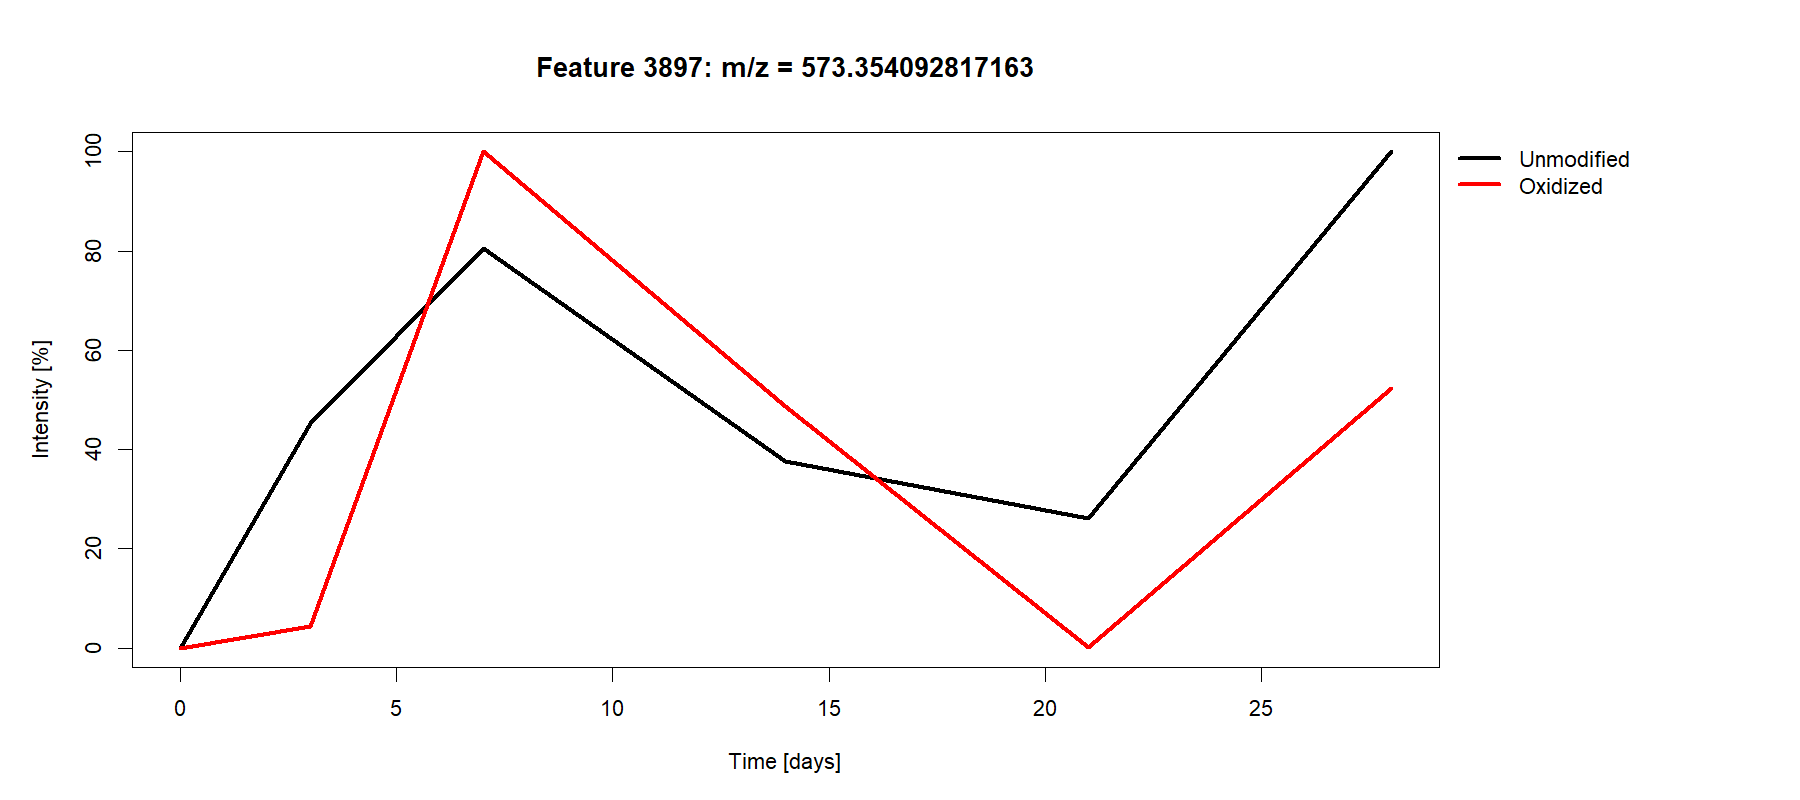 Feature 3897: m/z = 573.354092817163
Unmodified
Oxidized
Intensity [%]
100
80
60
40
20
0
0 5 10 15 20 25
Time [days]